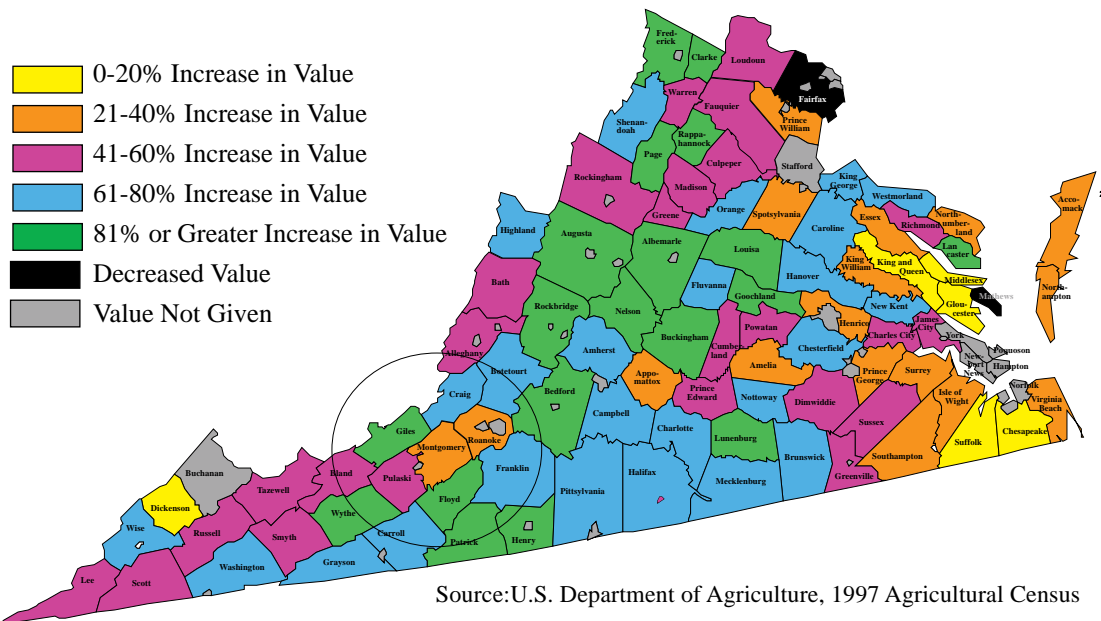 0-20% Increase in Value
21-40% Increase in Value
41-60% Increase in Value
61-80% Increase in Value
81% or Greater Increase in Value
Decreased Value
Value Not Given
Fred-
erick
Clarke
Loudoun
Warren
Fauquier
Fairfax
Prince
William
Shenan-
doah
Page
Rappa-
hannock
Culpeper
Stafford
Rockingham
Madison
Greene
Orange
King
George
Westmorland
Spotsylvania
Caroline
Essex
Richmond
North-
umber-
land
Lan
caster
Acco-
mack
North-
ampton
Highland
Augusta
Albemarle
Louisa
Hanover
King
William
King and
Queen
Middlesex
Glou-
cester
Mathews
Bath
Rockbridge
Nelson
Fluvanna
Goochland
Henrico
New Kent
James
City
Charles City
York
Poquoson
Hampton
New-
port
News
Norfolk
Virginia
Beach
Chesapeake
Suffolk
Isle of
Wight
Surrey
Prince
George
Chesterfield
Powatan
Cumber
land
Buckingham
Amherst
Appo-
mattox
Amelia
Prince
Edward
Nottoway
Dimwiddie
Sussex
Southampton
Greenville
Brunswick
Lunenburg
Mecklenburg
Charlotte
Halifax
Campbell
Bedford
Botetourt
Alleghany
Craig
Roanoke
Montgomery
Giles
Franklin
Pittsylvania
Henry
Patrick
Floyd
Pulaski
Bland
Wythe
Carroll
Grayson
Smyth
Tazewell
Buchanan
Dickenson
Russell
Washington
Wise
Scott
Lee
Source:U.S. Department of Agriculture, 1997 Agricultural Census